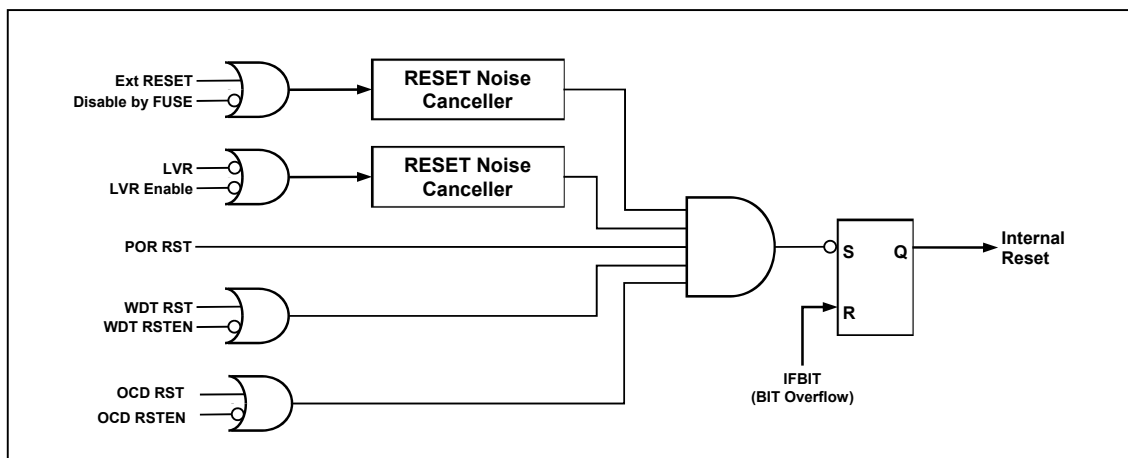 Ext RESET
Disable by FUSE
RESET Noise
Canceller
LVR
LVR Enable
RESET Noise
Canceller
POR RST
WDT RST
WDT RSTEN
OCD RST
OCD RSTEN
S
Q
R
Internal
Reset
IFBIT
(BIT Overflow)